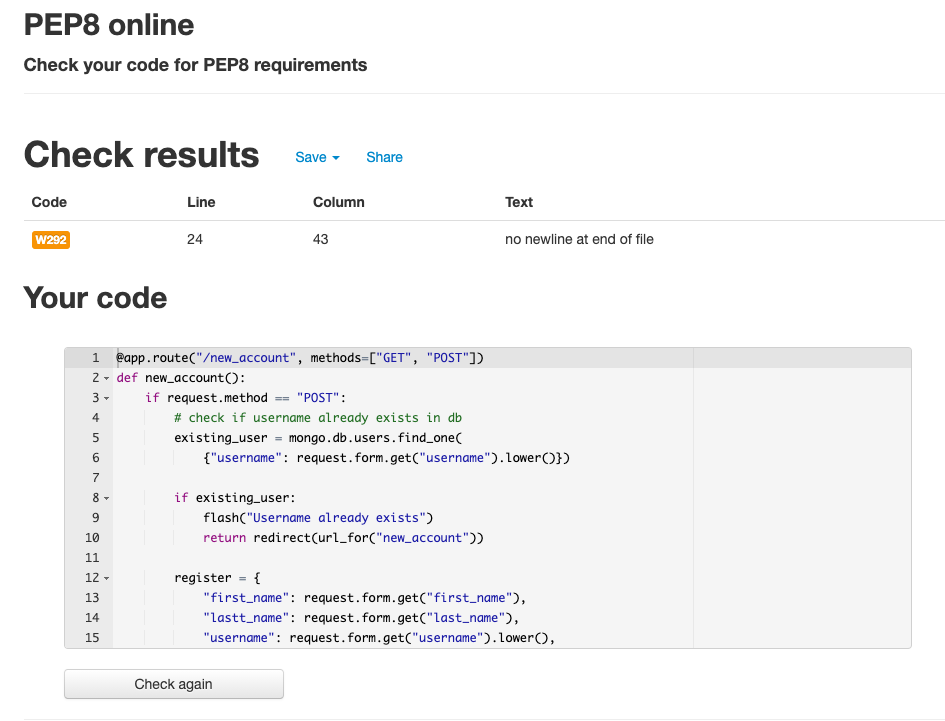 PEP8 online
Check your code for PEP8 requirements
Check results Save Share
Code Line Column Text
W292 24 43 no newline at end of file
Your code
1 @app.route("/new_account", methods=["GET", "POST"])
2 def new_account():
3 if request.method == "POST":
4 # check if username already exists in db
5 existing_user = mongo.db.users.find_one(
6 {"username": request.form.get("username").lower()})
7
8 if existing_user:
9 flash("Username already exists")
10 return redirect(url_for("new_account"))
11
12 register = {
13 "first_name": request.form.get("first_name"),
14 "lastt_name": request.form.get("last_name"),
15 "username": request.form.get("username").lower(),
Check again